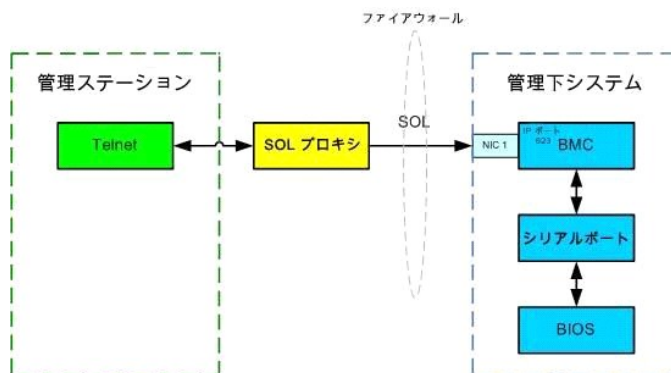 ファイアウォール
管理ステーション
管理下システム
Telnet
SOL プロキシ
SOL
NIC 1
IP ポート
623
BMC
シリアルポート
BIOS